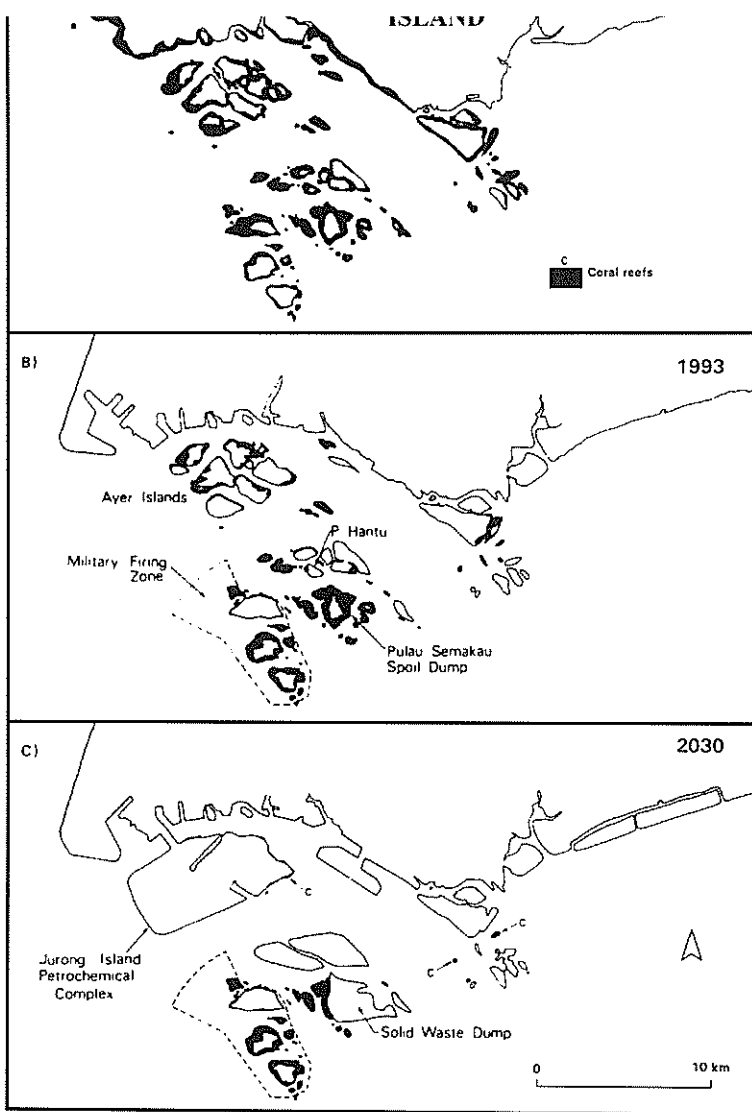 ISLAND
C
Coral reefs
B)
1993
Ayer Islands
P Hantu
Military Firing
Zone
Pulau Semakau
Spoil Dump
C)
2030
C
C
C
Jurong Island
Petrochemical
Complex
Solid Waste Dump
0
10 km